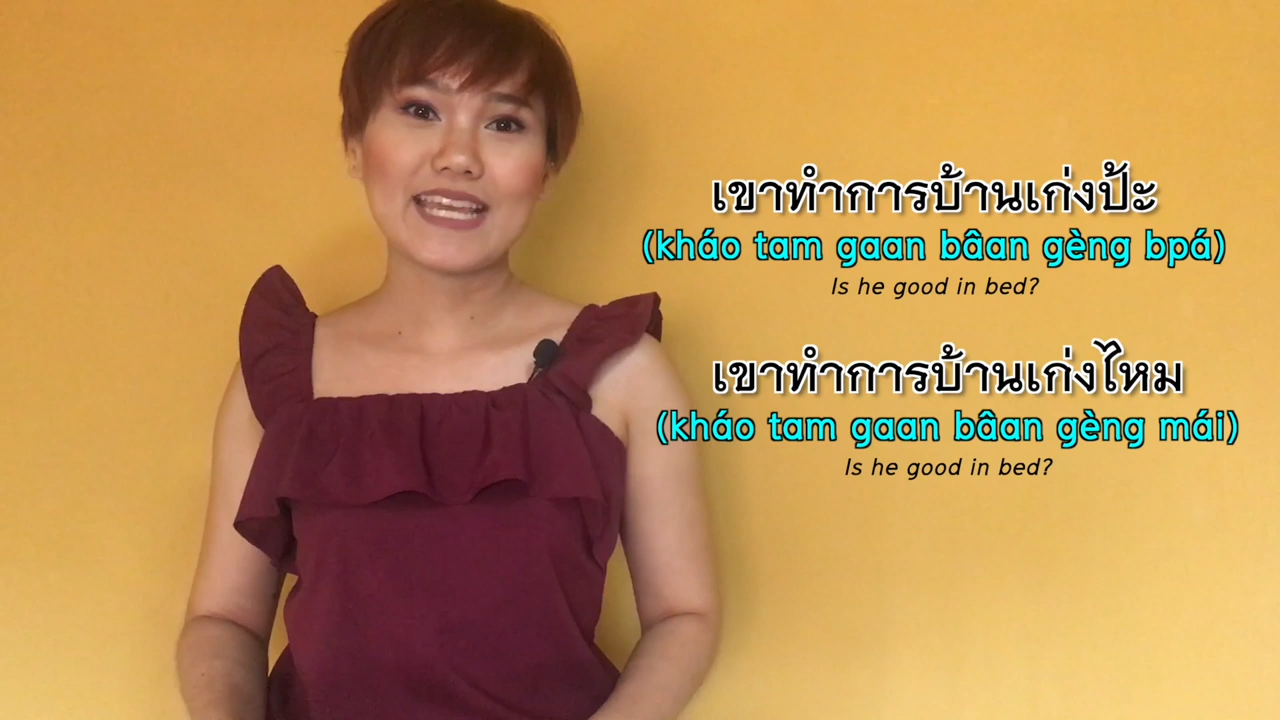 เขาทำการบ้านเก่งป้ะ
(kháo tam gaan bâan gèng bpá)
Is he good in bed?
เขาทำการบ้านเก่งไหม
(kháo tam gaan bâan gèng mái)
Is he good in bed?